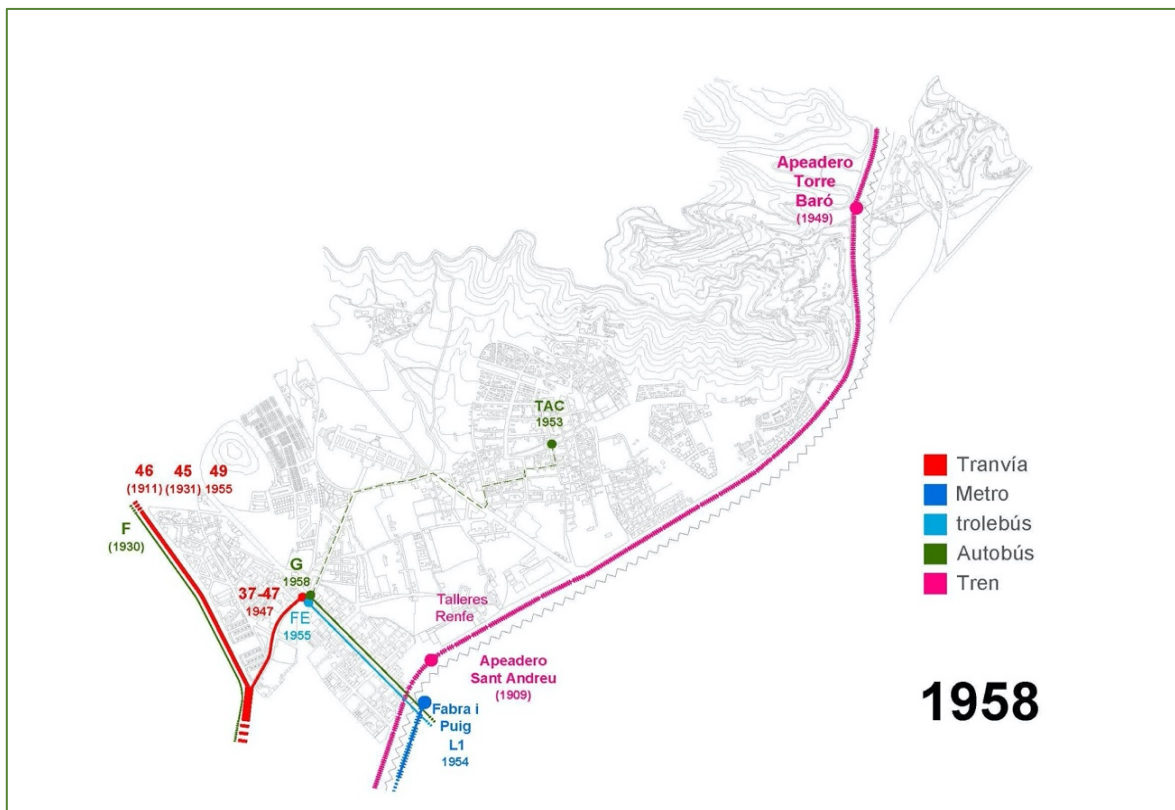 Apeadero
Torre
Baró
(1949)
TAC
1953
46 45 49
(1911) (1931) 1955
F
(1930)
G
1958
37-47
1947
FE
1955
Talleres
Renfe
Apeadero
Sant Andreu
(1909)
Fabra i
Puig
L1
1954
Tranvía
Metro
trolebús
Autobús
Tren
1958